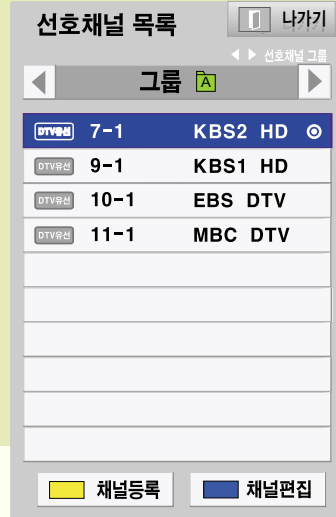 선호채널 목록
나가기
선호채널 그룹
그룹 A
DTV유선 7-1 KBS2 HD
DTV유선 9-1 KBS1 HD
DTV유선 10-1 EBS DTV
DTV유선 11-1 MBC DTV
채널등록 채널편집